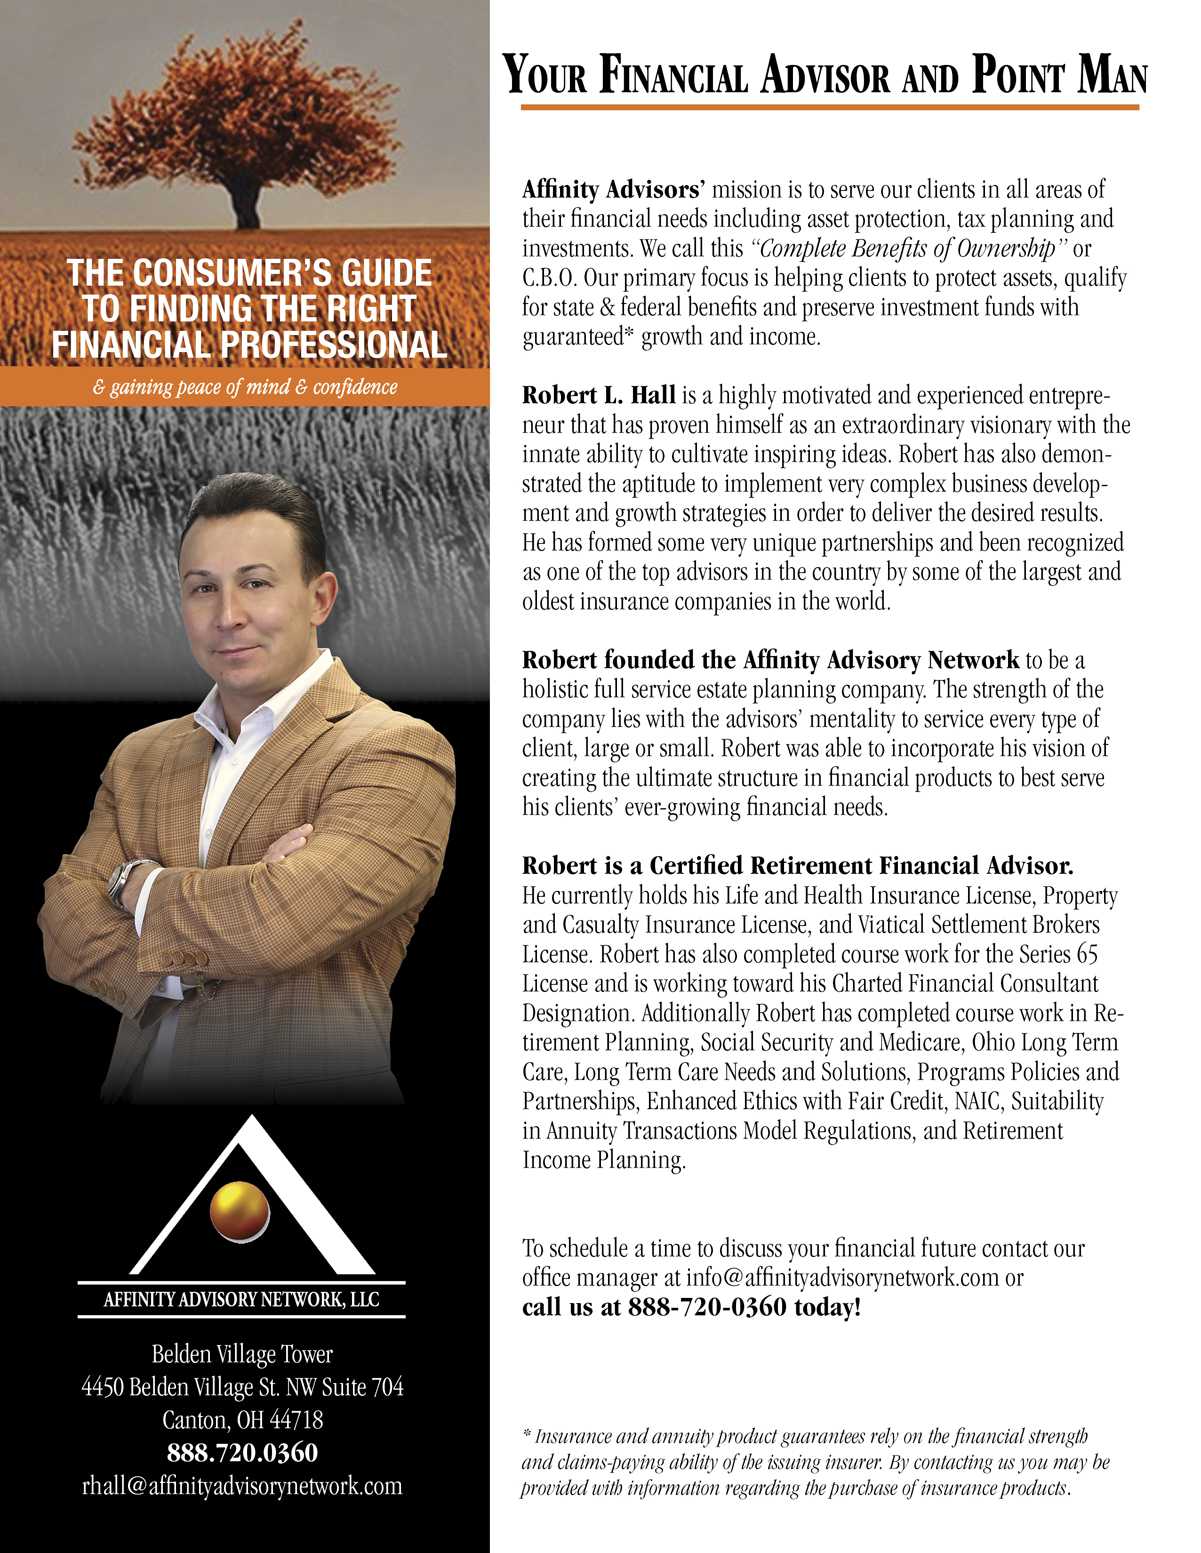 THE CONSUMER'S GUIDE
TO FINDING THE RIGHT
FINANCIAL PROFESSIONAL
& gaining peace of mind & confidence
AFFINITY ADVISORY NETWORK, LLC
Belden Village Tower
4450 Belden Village St. NW Suite 704
Canton, OH 44718
888.720.0360
rhall@affinityadvisorynetwork.com
YOUR FINANCIAL ADVISOR AND POINT MAN
Affinity Advisors' mission is to serve our clients in all areas of
their financial needs including asset protection, tax planning and
investments. We call this "Complete Benefits of Ownership" or
C.B.O. Our primary focus is helping clients to protect assets, qualify
for state & federal benefits and preserve investment funds with
guaranteed* growth and income.
Robert L. Hall is a highly motivated and experienced entrepre-
neur that has proven himself as an extraordinary visionary with the
innate ability to cultivate inspiring ideas. Robert has also demon-
strated the aptitude to implement very complex business develop-
ment and growth strategies in order to deliver the desired results.
He has formed some very unique partnerships and been recognized
as one of the top advisors in the country by some of the largest and
oldest insurance companies in the world.
Robert founded the Affinity Advisory Network to be a
holistic full service estate planning company. The strength of the
company lies with the advisors' mentality to service every type of
client, large or small. Robert was able to incorporate his vision of
creating the ultimate structure in financial products to best serve
his clients' ever-growing financial needs.
Robert is a Certified Retirement Financial Advisor.
He currently holds his Life and Health Insurance License, Property
and Casualty Insurance License, and Viatical Settlement Brokers
License. Robert has also completed course work for the Series 65
License and is working toward his Charted Financial Consultant
Designation. Additionally Robert has completed course work in Re-
tirement Planning, Social Security and Medicare, Ohio Long Term
Care, Long Term Care Needs and Solutions, Programs Policies and
Partnerships, Enhanced Ethics with Fair Credit, NAIC, Suitability
in Annuity Transactions Model Regulations, and Retirement
Income Planning.
To schedule a time to discuss your financial future contact our
office manager at info@affinityadvisorynetwork.com or
call us at 888-720-0360 today!
* Insurance and annuity product guarantees rely on the financial strength
and claims-paying ability of the issuing insurer. By contacting us you may be
provided with information regarding the purchase of insurance products.